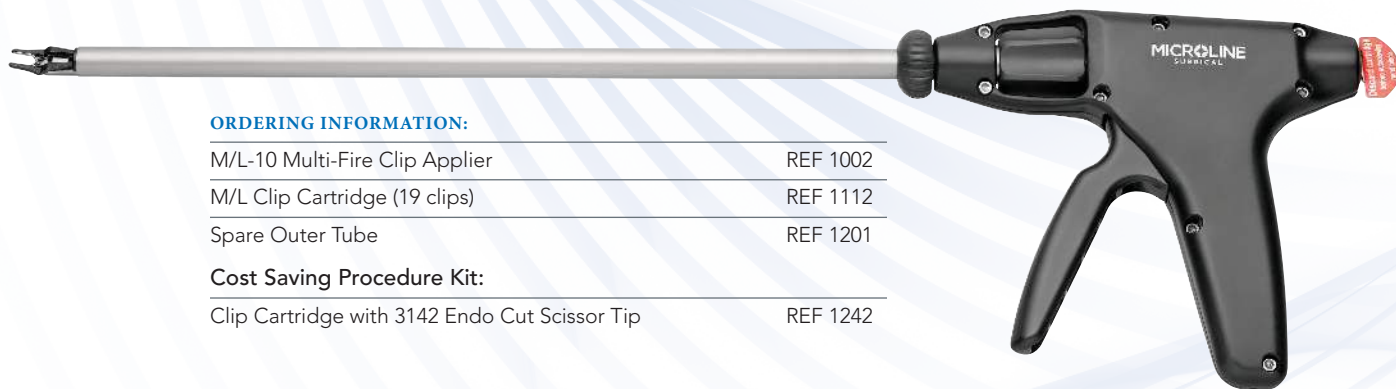 MICROLINE
SURGICAL
ORDERING INFORMATION:
M/L-10 Multi-Fire Clip Applier REF 1002
M/L Clip Cartridge (19 clips) REF 1112
Spare Outer Tube REF 1201
Cost Saving Procedure Kit:
Clip Cartridge with 3142 Endo Cut Scissor Tip REF 1242